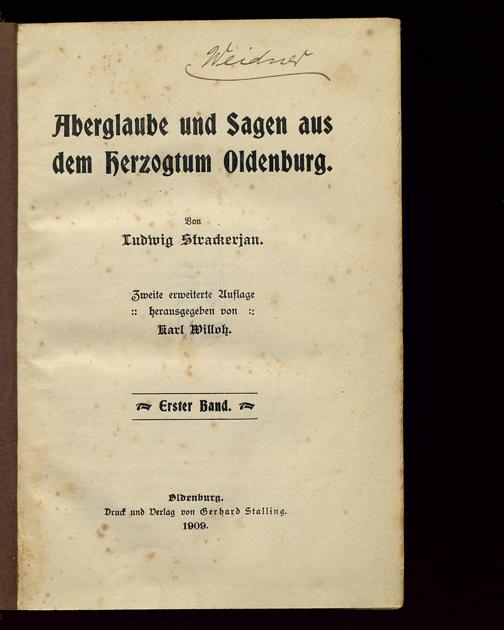 Weidner
Aberglaube und Sagen aus
dem Herzogtum Oldenburg.
Von
Ludwig Strackerjan.
Zweite erweiterte Auflage
:: herausgegeben von ::
Karl Willoh.
Erster Band.
Oldenburg.
Druck und Verlag von Gerhard Stalling.
1909.